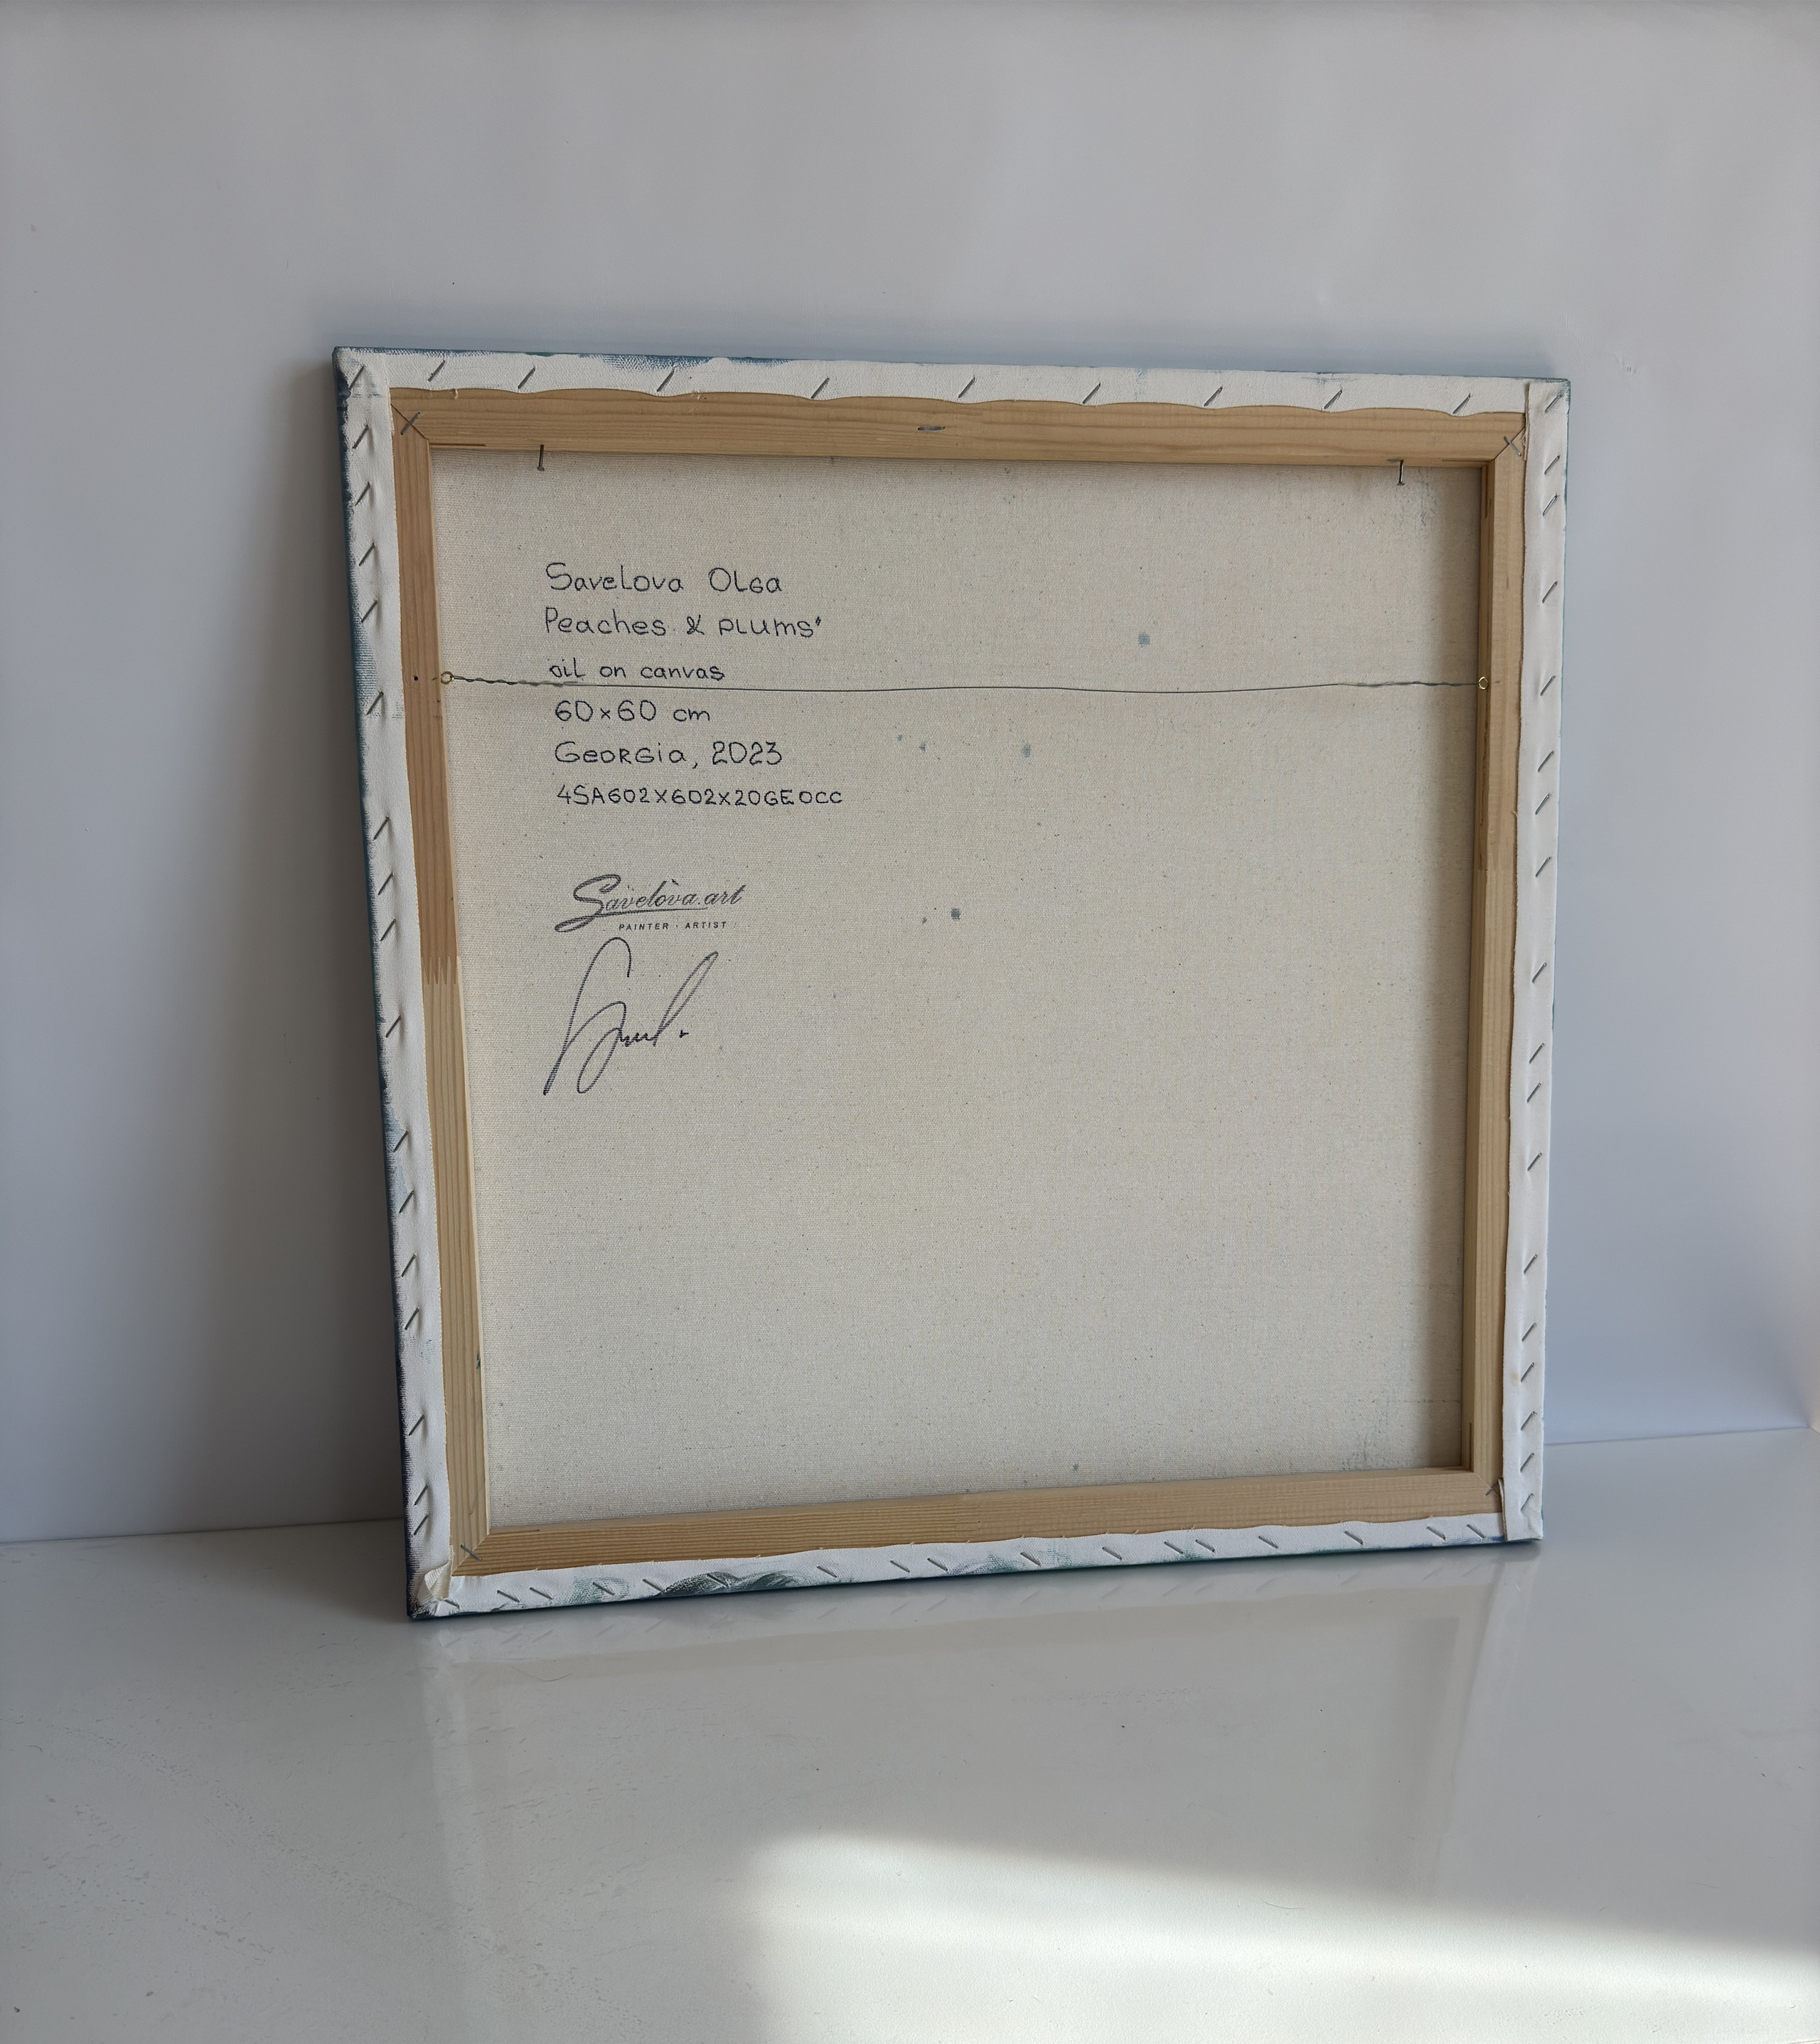 Savelova Olga
Peaches & plums'
oil on canvas
60×60 cm
Georgia, 2023
4SA602X602X20GEOCC
Savelova.art
PAINTER · ARTIST